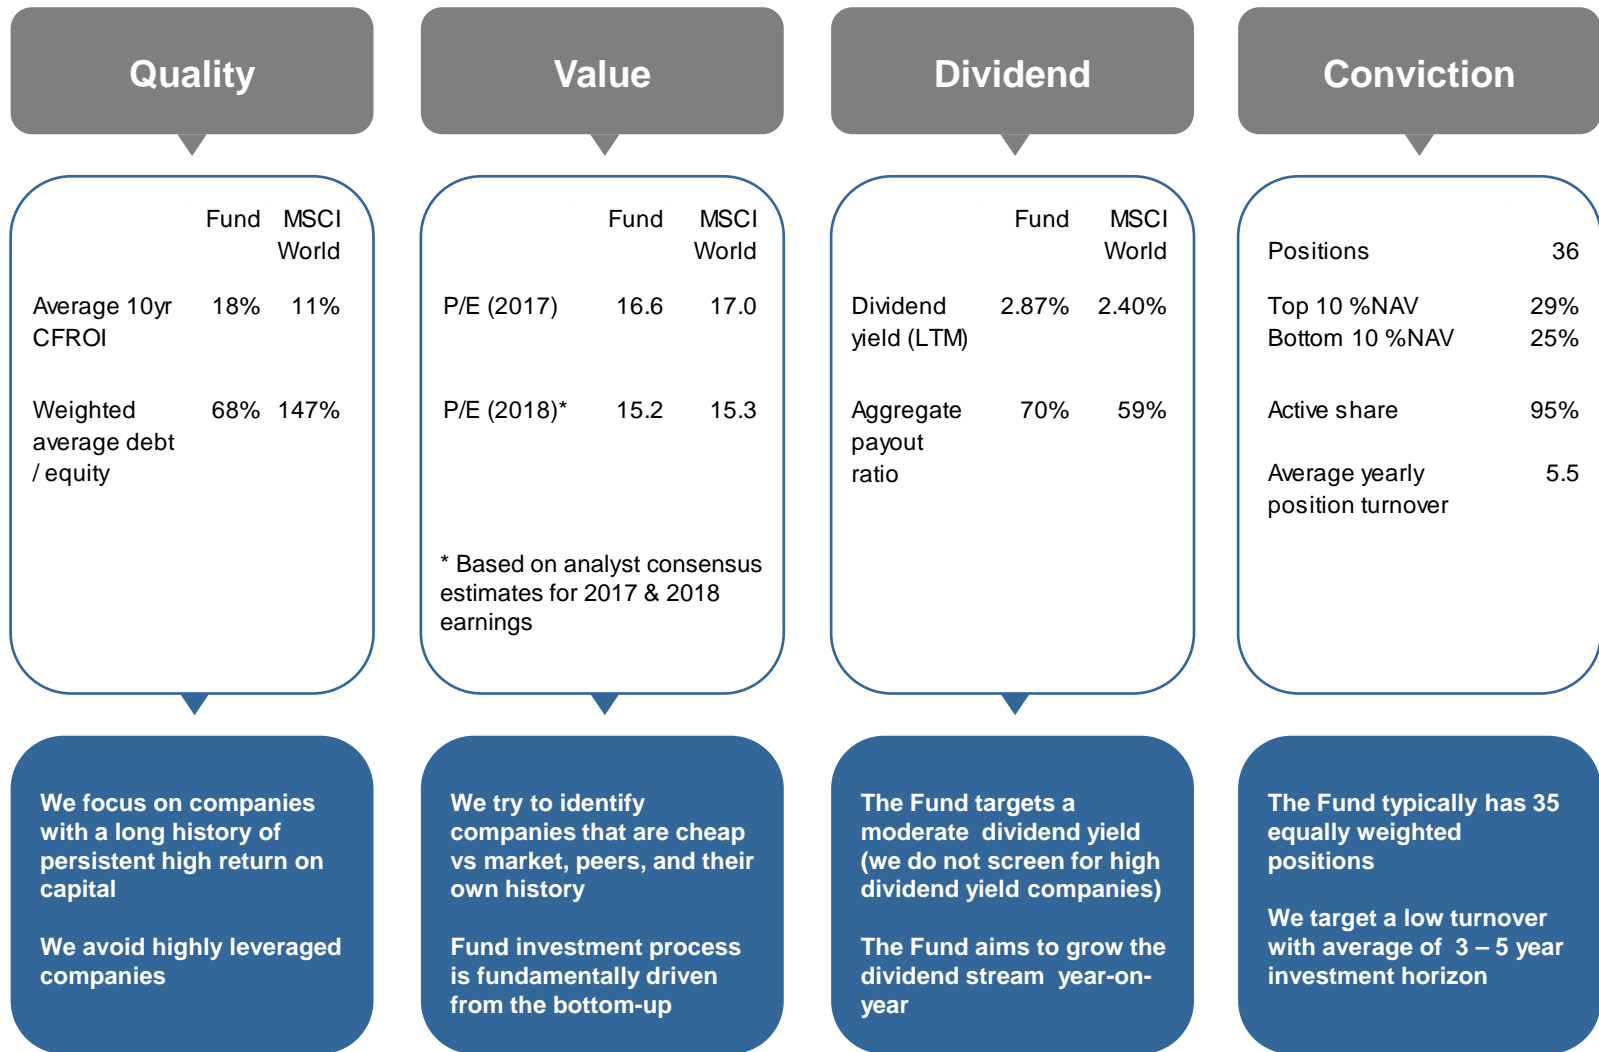 Quality
Fund MSCI
World
Average 10yr 18% 11%
CFROI
Weighted 68% 147%
average debt
/ equity
We focus on companies
with a long history of
persistent high return on
capital
We avoid highly leveraged
companies
Value
Fund MSCI
World
P/E (2017) 16.6 17.0
P/E (2018)* 15.2 15.3
* Based on analyst consensus
estimates for 2017 & 2018
earnings
We try to identify
companies that are cheap
vs market, peers, and their
own history
Fund investment process
is fundamentally driven
from the bottom-up
Dividend
Fund MSCI
World
Dividend 2.87% 2.40%
yield (LTM)
Aggregate 70% 59%
payout
ratio
The Fund targets a
moderate dividend yield
(we do not screen for high
dividend yield companies)
The Fund aims to grow the
dividend stream year-on-
year
Conviction
Positions 36
Top 10 %NAV 29%
Bottom 10 %NAV 25%
Active share 95%
Average yearly 5.5
position turnover
The Fund typically has 35
equally weighted
positions
We target a low turnover
with average of 3 – 5 year
investment horizon